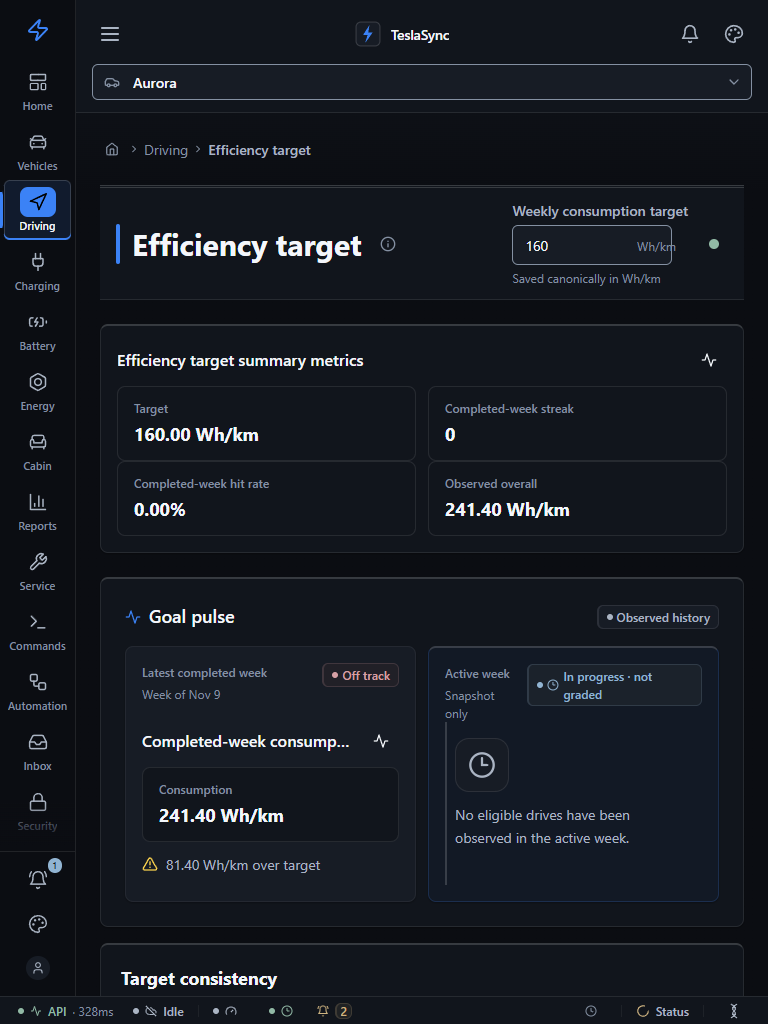 TeslaSync
Aurora
Home
Vehicles
Driving
Charging
Battery
Energy
Cabin
Reports
Service
Commands
Automation
Inbox
Security
1
Driving
Efficiency target
Efficiency target
Weekly consumption target
160
Wh/km
Saved canonically in Wh/km
Efficiency target summary metrics
Target
160.00 Wh/km
Completed-week streak
0
Completed-week hit rate
0.00%
Observed overall
241.40 Wh/km
Goal pulse
Observed history
Latest completed week
Week of Nov 9
Off track
Completed-week consump...
Consumption
241.40 Wh/km
81.40 Wh/km over target
Active week
Snapshot
only
In progress · not
graded
No eligible drives have been
observed in the active week.
Target consistency
API · 328ms
Idle
2
Status